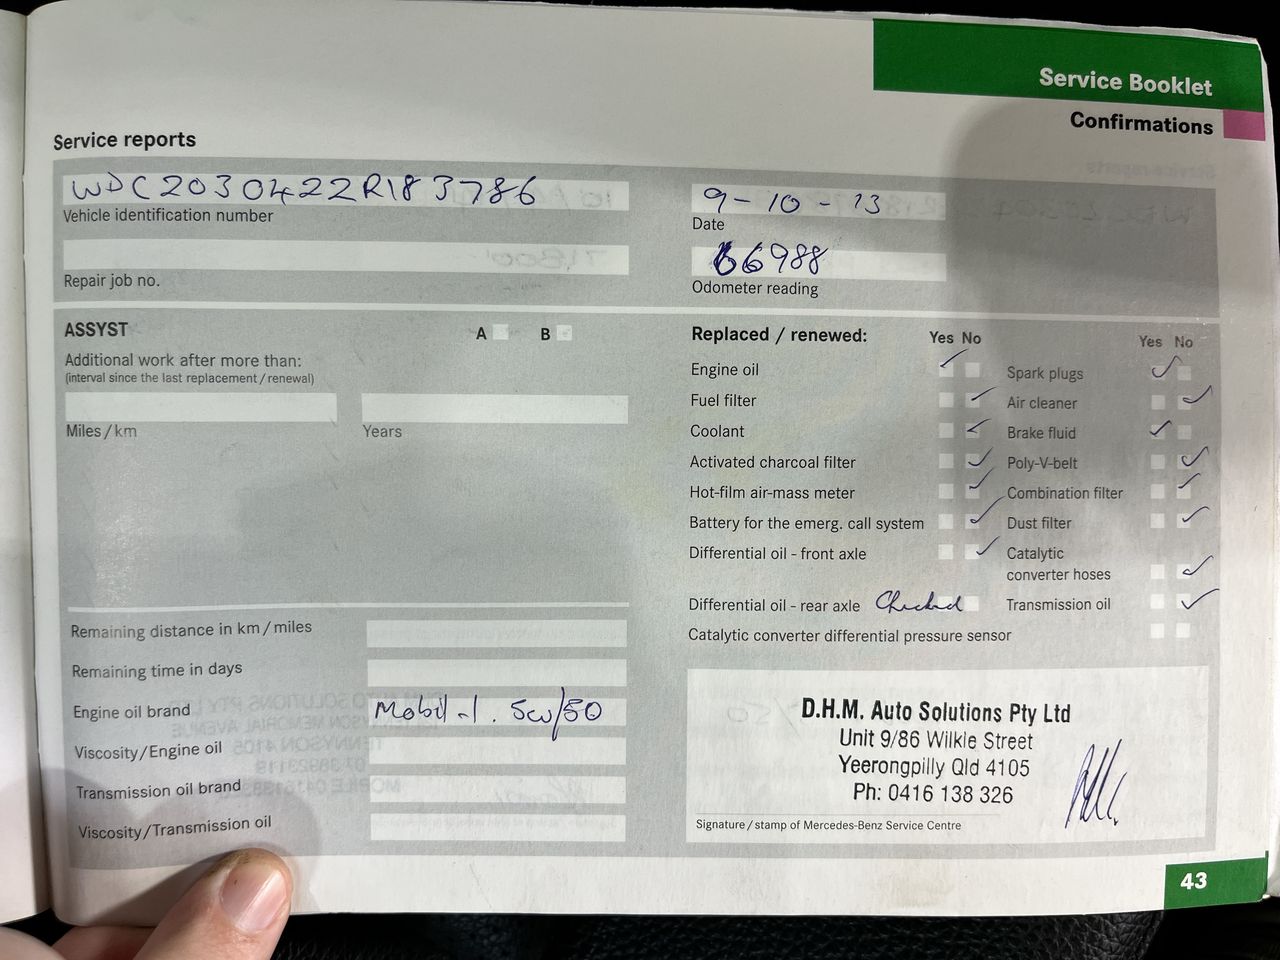 Service Booklet
Confirmations
Service reports
WDC2030422R183786
Vehicle identification number
9-10-13
Date
Repair job no.
66988
Odometer reading
ASSYST
A
B
Additional work after more than:
(interval since the last replacement / renewal)
Miles / km
Years
Remaining distance in km / miles
Remaining time in days
Engine oil brand Mobil-1. 5w/50
Viscosity/Engine oil
Transmission oil brand
Viscosity/Transmission oil
Replaced / renewed: Yes No
Engine oil
Fuel filter
Coolant
Activated charcoal filter
Hot-film air-mass meter
Battery for the emerg. call system
Differential oil - front axle
Differential oil - rear axle Checked
Catalytic converter differential pressure sensor
Yes No
Spark plugs
Air cleaner
Brake fluid
Poly-V-belt
Combination filter
Dust filter
Catalytic
converter hoses
Transmission oil
D.H.M. Auto Solutions Pty Ltd
Unit 9/86 Wilkie Street
Yeerongpilly Qld 4105
Ph: 0416 138 326
Signature / stamp of Mercedes-Benz Service Centre
43